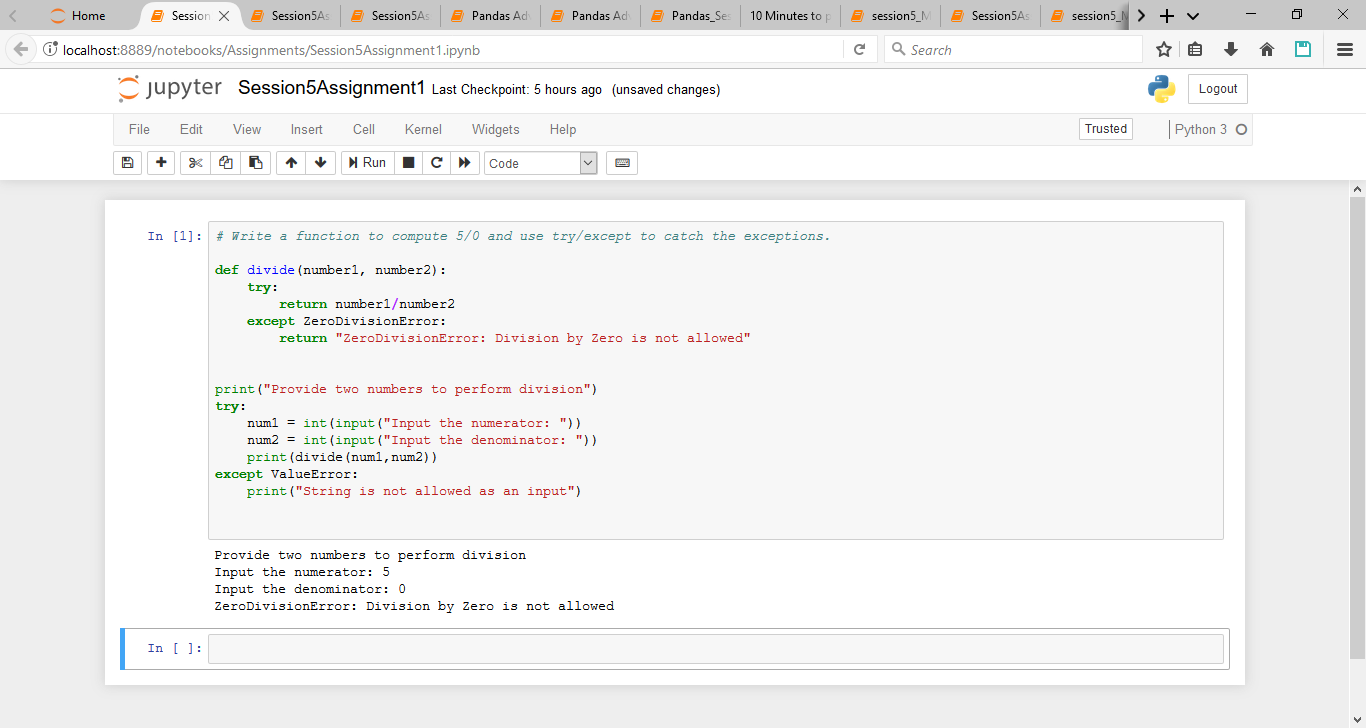 Home
Session
Session5As
Session5As
Pandas Adv
Pandas Adv
Pandas_Ses
10 Minutes to p
session5_M
Session5As
session5_M
localhost:8889/notebooks/Assignments/Session5Assignment1.ipynb
Search
jupyter Session5Assignment1 Last Checkpoint: 5 hours ago (unsaved changes)
Logout
File Edit View Insert Cell Kernel Widgets Help
Trusted
Python 3
Run
Code
In [1]:
# Write a function to compute 5/0 and use try/except to catch the exceptions.
def divide(number1, number2):
    try:
        return number1/number2
    except ZeroDivisionError:
        return "ZeroDivisionError: Division by Zero is not allowed"
print("Provide two numbers to perform division")
try:
    num1 = int(input("Input the numerator: "))
    num2 = int(input("Input the denominator: "))
    print(divide(num1,num2))
except ValueError:
    print("String is not allowed as an input")
Provide two numbers to perform division
Input the numerator: 5
Input the denominator: 0
ZeroDivisionError: Division by Zero is not allowed
In [ ]: